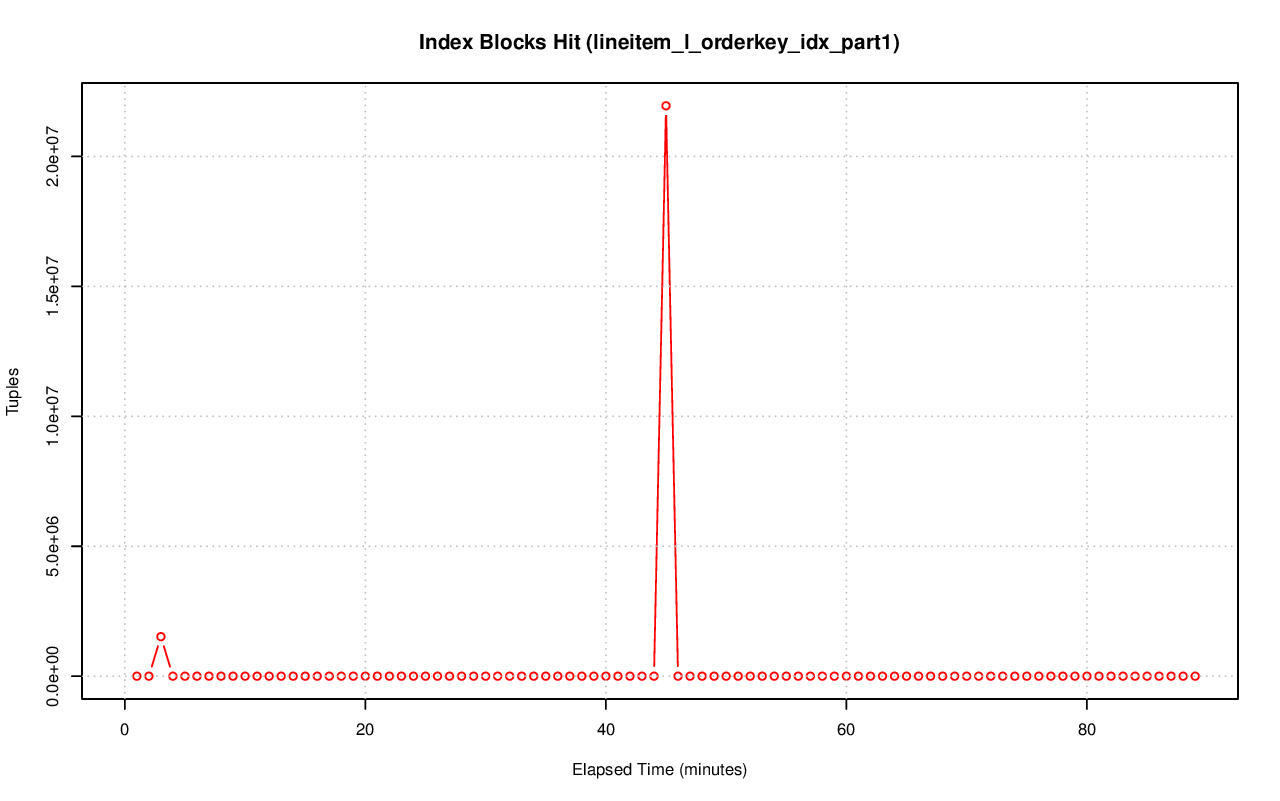 Index Blocks Hit (lineitem_l_orderkey_idx_part1)
Tuples
2.0e+07
1.5e+07
1.0e+07
5.0e+06
0.0e+00
0 20 40 60 80
Elapsed Time (minutes)